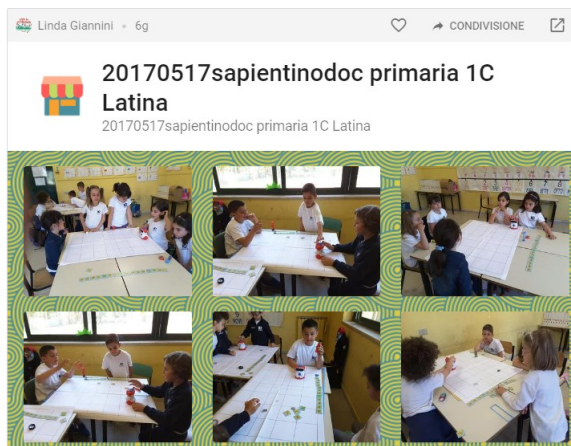 Linda Giannini • 6g
CONDIVISIONE
20170517sapientinodoc primaria 1C
Latina
20170517sapientinodoc primaria 1C Latina